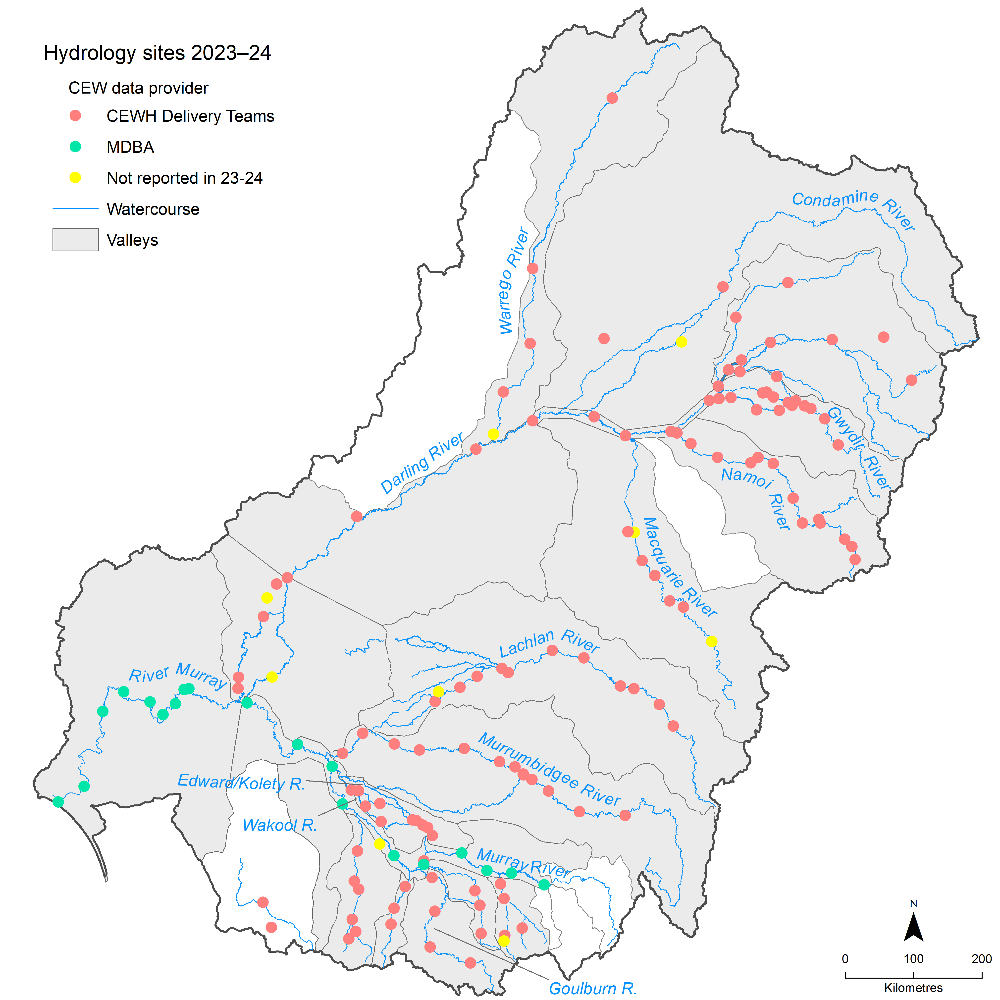 Hydrology sites 2023–24
CEW data provider
CEWH Delivery Teams
MDBA
Not reported in 23-24
Watercourse
Valleys
Condamine River
Warrego River
Gwydir River
Darling River
Namoi River
Macquarie River
Lachlan River
River Murray
Murrumbidgee River
Edward/Kolety R.
Wakool R.
Murray River
Goulburn R.
N
0 100 200
Kilometres